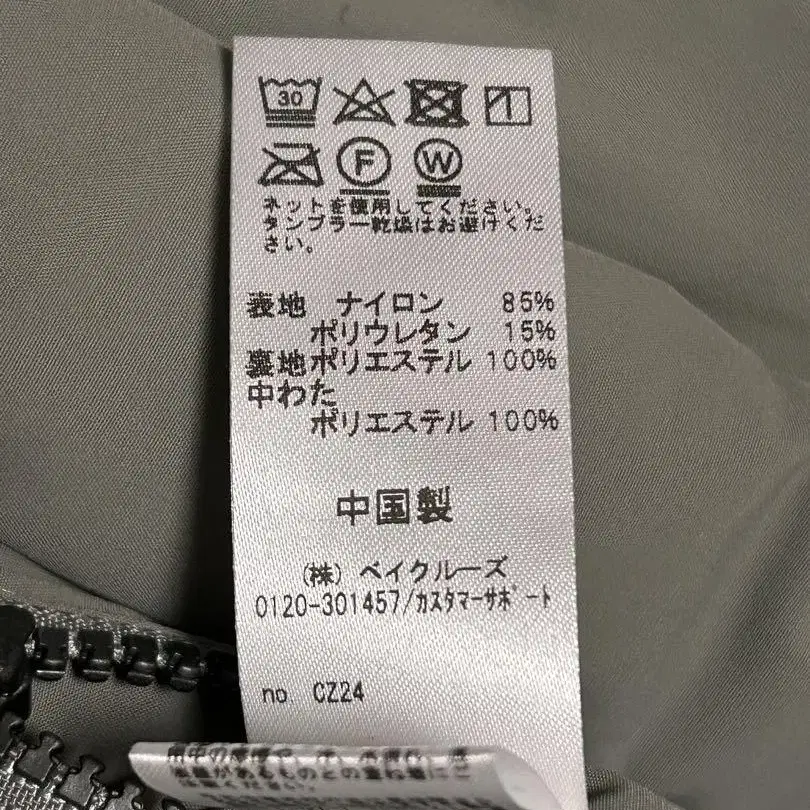 30
F
W
ネットを使用してください。
タンブラー乾燥はお避けくだ
さい。
表地 ナイロン 85%
ポリウレタン 15%
裏地ポリエステル 100%
中わた
ポリエステル 100%
中国製
(株) ベイクルーズ
0120-301457/カスタマーサポート
no CZ24